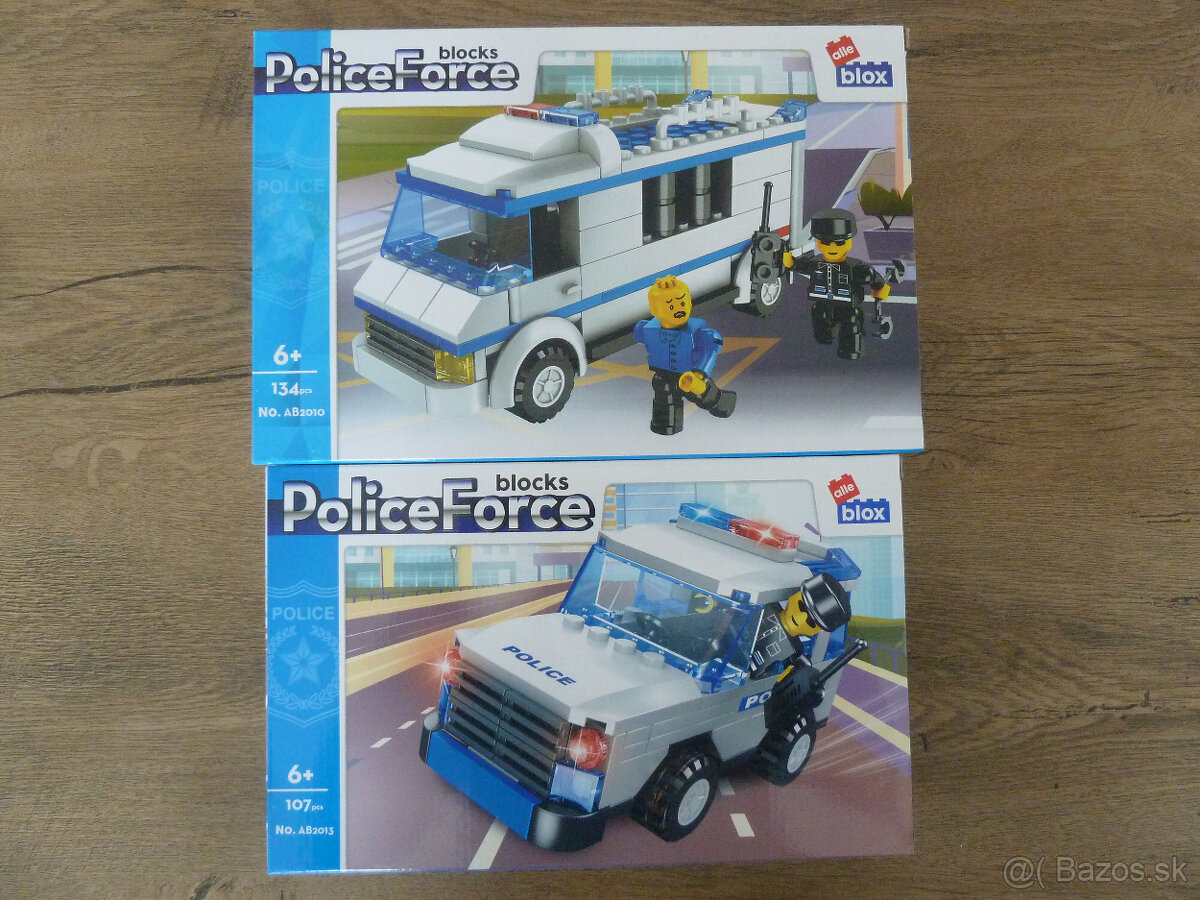 blocks
PoliceForce
alle
blox
POLICE
6+
134pcs
No. AB2010
blocks
PoliceForce
alle
blox
POLICE
POLICE
PO
6+
107pcs
No. AB2013
@( Bazos.sk